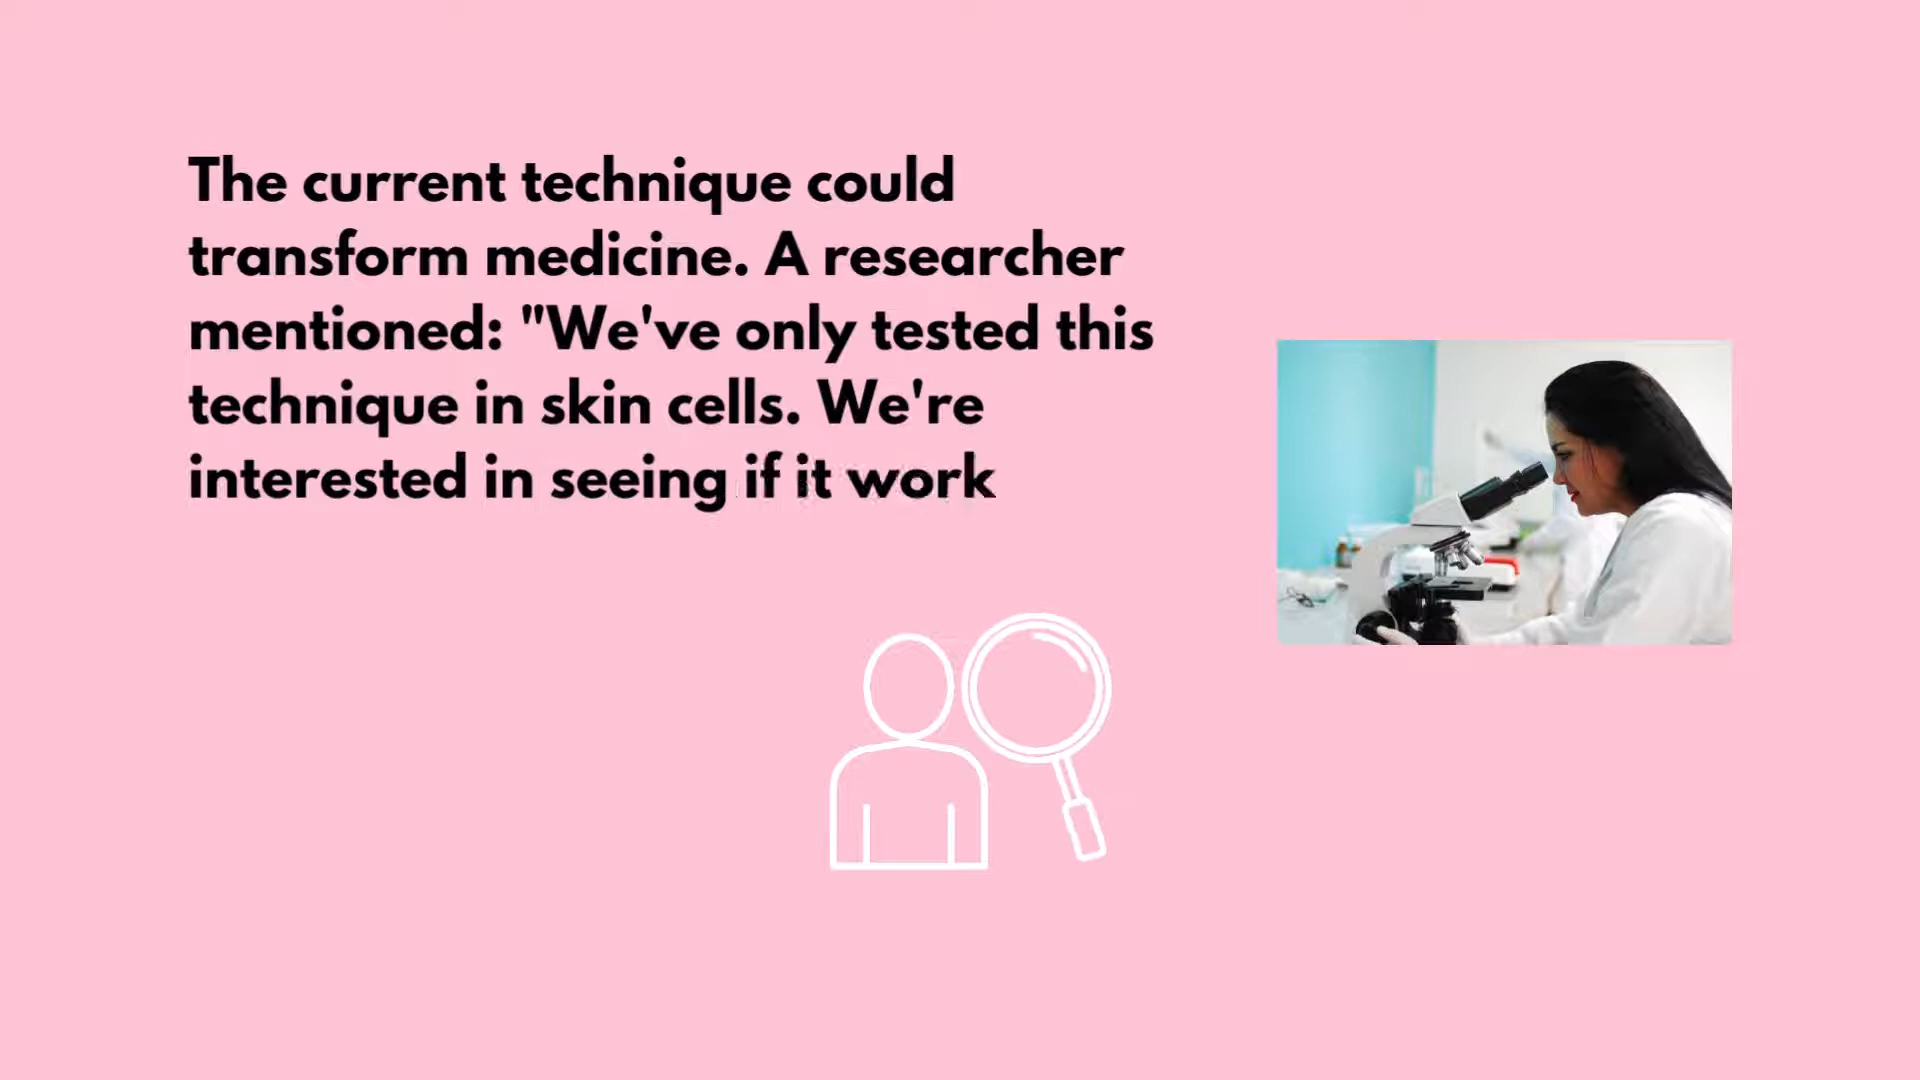 The current technique could
transform medicine. A researcher
mentioned: "We've only tested this
technique in skin cells. We're
interested in seeing if it work